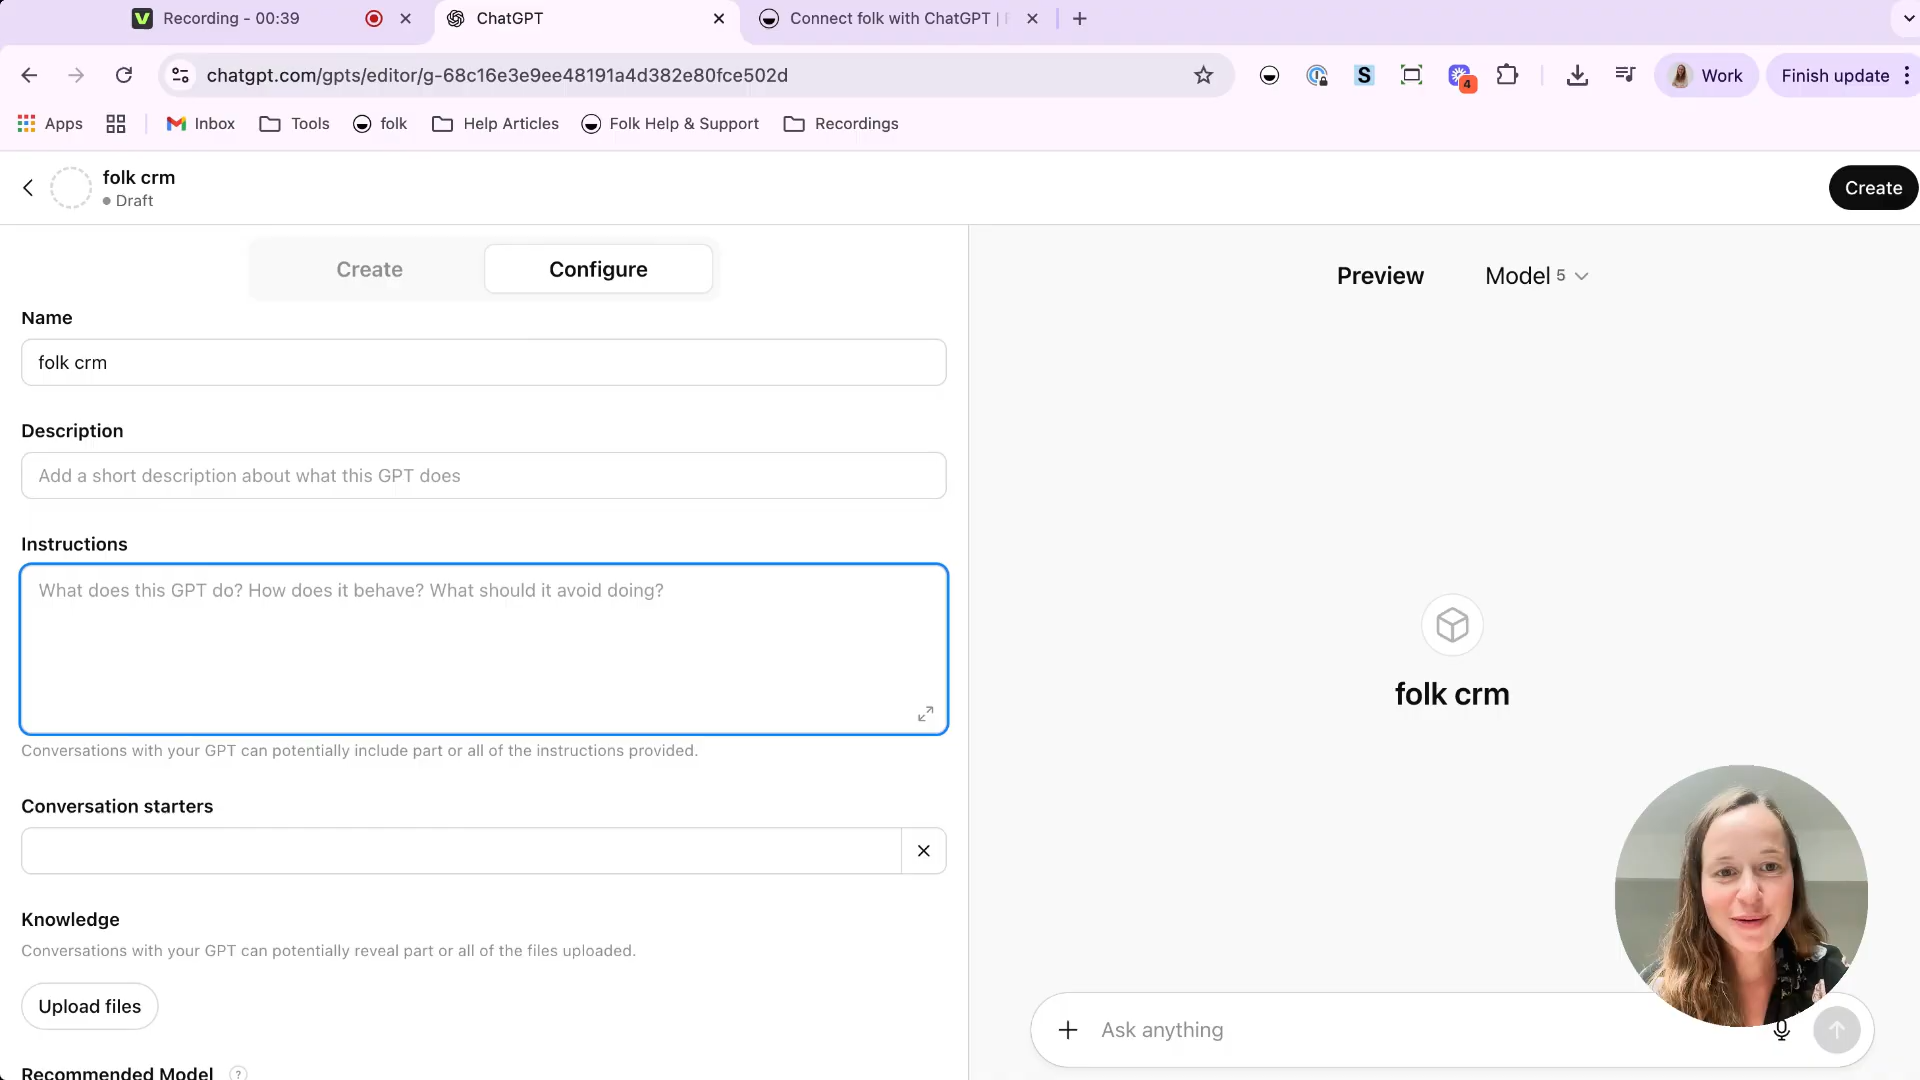 Recording - 00:39
ChatGPT
Connect folk with ChatGPT |
chatgpt.com/gpts/editor/g-68c16e3e9ee48191a4d382e80fce502d
S
4
Work
Finish update
Apps
Inbox
Tools
folk
Help Articles
Folk Help & Support
Recordings
folk crm
Draft
Create
Create
Configure
Preview
Model 5
Name
folk crm
Description
Add a short description about what this GPT does
Instructions
What does this GPT do? How does it behave? What should it avoid doing?
Conversations with your GPT can potentially include part or all of the instructions provided.
folk crm
Conversation starters
Knowledge
Conversations with your GPT can potentially reveal part or all of the files uploaded.
Upload files
Ask anything
Recommended Model ?